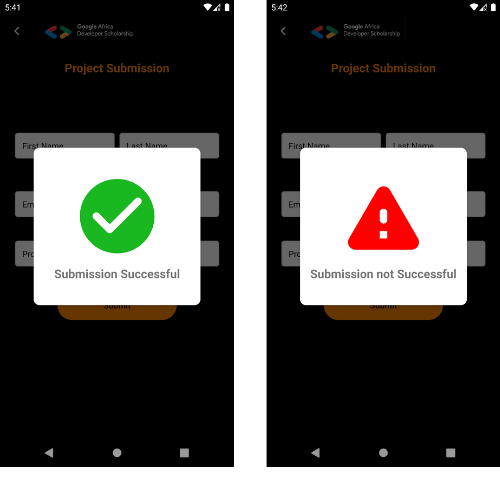 5:41
Google Africa
Developer Scholarship
Project Submission
First Name
Last Name
Em
Pro
Submission Successful
Submit
5:42
Google Africa
Developer Scholarship
Project Submission
First Name
Last Name
Em
Pro
Submission not Successful
Submit